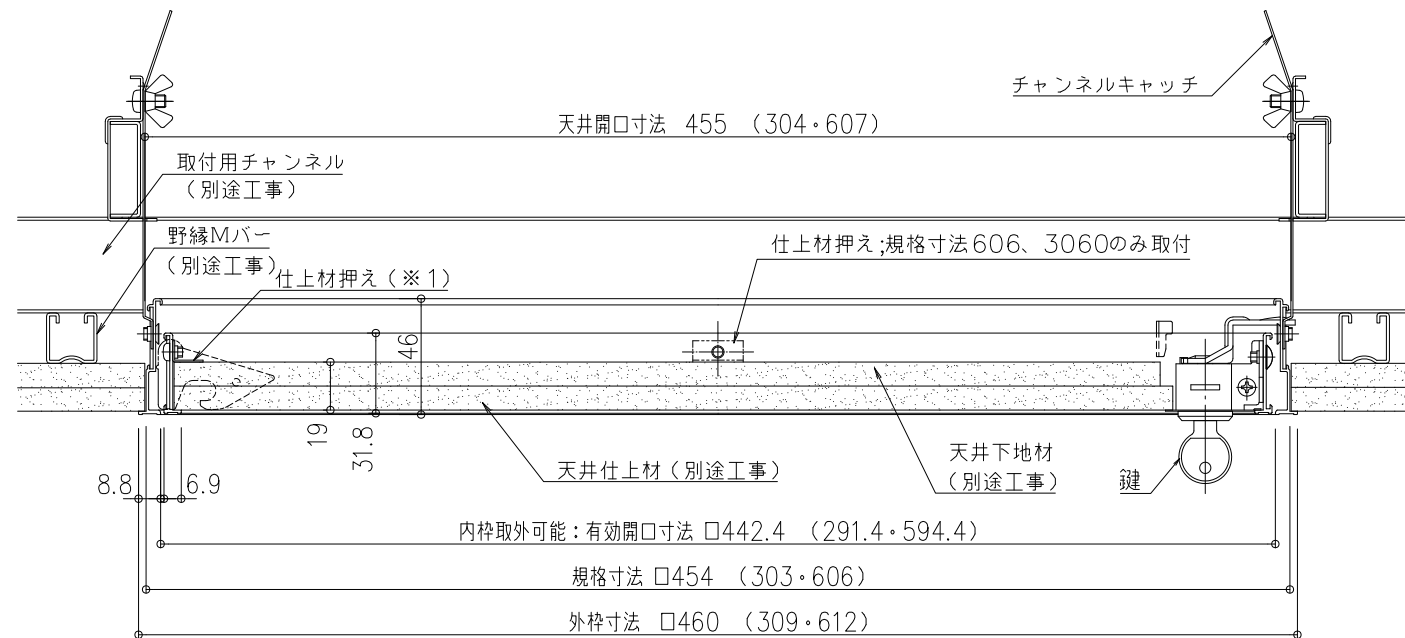 チャンネルキャッチ
天井開口寸法 455 (304・607)
取付用チャンネル
(別途工事)
野縁Mバー
(別途工事)
仕上材押え;規格寸法606、3060のみ取付
仕上材押え(※1)
46
19
31.8
天井仕上材(別途工事)
天井下地材
(別途工事)
鍵
8.8
6.9
内枠取外可能:有効開口寸法 □442.4 (291.4・594.4)
規格寸法 □454 (303・606)
外枠寸法 □460 (309・612)